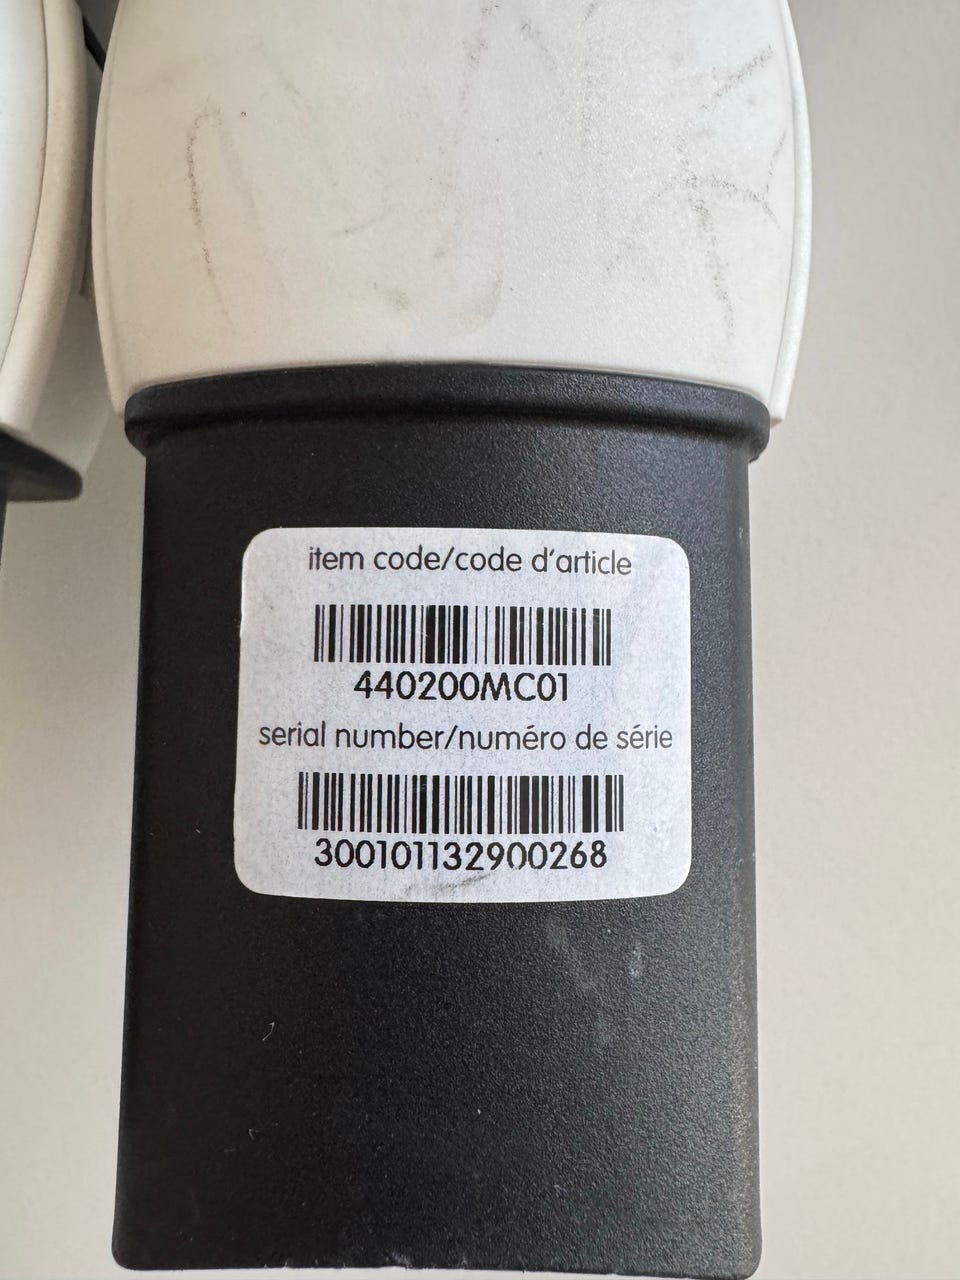 item code/code d'article
440200MC01
serial number/numéro de série
300101132900268